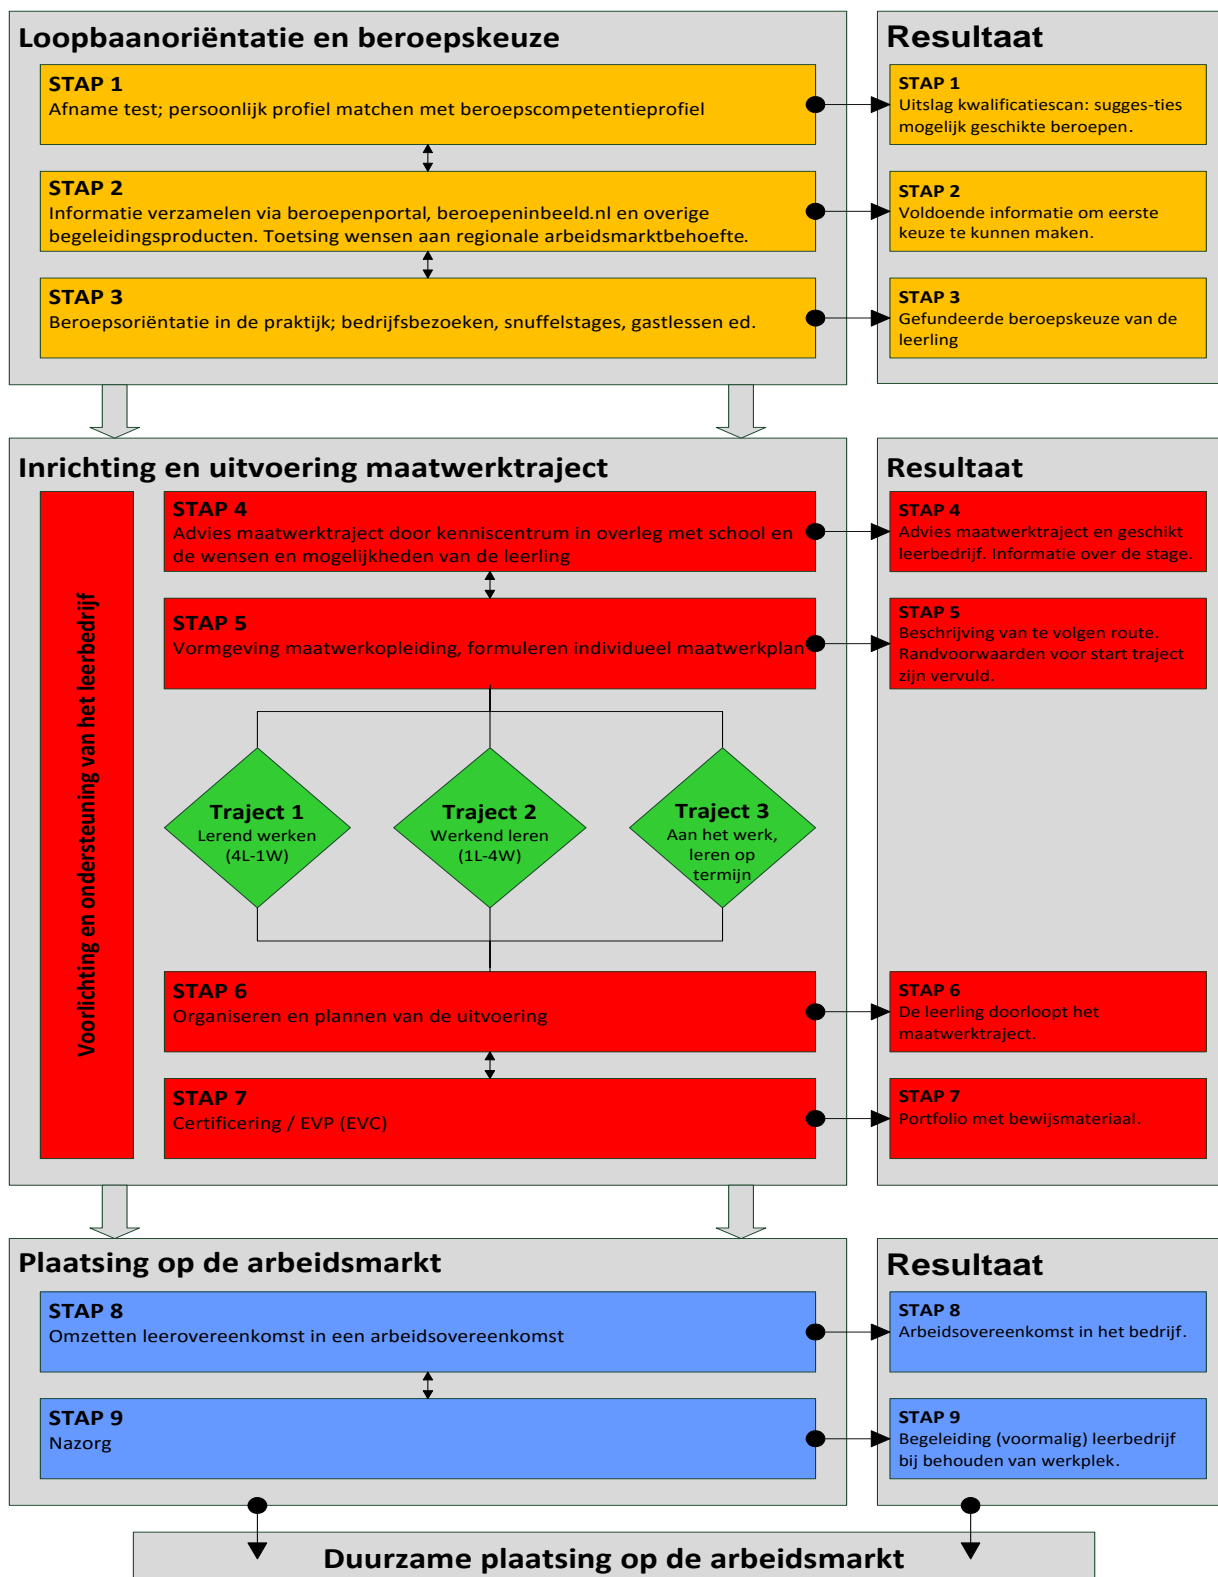 Loopbaanoriëntatie en beroepskeuze
STAP 1
Afname test; persoonlijk profiel matchen met beroepscompetentieprofiel
STAP 2
Informatie verzamelen via beroepenportal, beroepeninbeeld.nl en overige
begeleidingsproducten. Toetsing wensen aan regionale arbeidsmarktbehoefte.
STAP 3
Beroepsoriëntatie in de praktijk; bedrijfsbezoeken, snuffelstages, gastlessen ed.
Resultaat
STAP 1
Uitslag kwalificatiescan: sugges-ties
mogelijk geschikte beroepen.
STAP 2
Voldoende informatie om eerste
keuze te kunnen maken.
STAP 3
Gefundeerde beroepskeuze van de
leerling
Inrichting en uitvoering maatwerktraject
Voorlichting en ondersteuning van het leerbedrijf
STAP 4
Advies maatwerktraject door kenniscentrum in overleg met school en
de wensen en mogelijkheden van de leerling
STAP 5
Vormgeving maatwerkopleiding, formuleren individueel maatwerkplan
Traject 1
Lerend werken
(4L-1W)
Traject 2
Werkend leren
(1L-4W)
Traject 3
Aan het werk,
leren op
termijn
STAP 6
Organiseren en plannen van de uitvoering
STAP 7
Certificering / EVP (EVC)
Resultaat
STAP 4
Advies maatwerktraject en geschikt
leerbedrijf. Informatie over de stage.
STAP 5
Beschrijving van te volgen route.
Randvoorwaarden voor start traject
zijn vervuld.
STAP 6
De leerling doorloopt het
maatwerktraject.
STAP 7
Portfolio met bewijsmateriaal.
Plaatsing op de arbeidsmarkt
STAP 8
Omzetten leerovereenkomst in een arbeidsovereenkomst
STAP 9
Nazorg
Resultaat
STAP 8
Arbeidsovereenkomst in het bedrijf.
STAP 9
Begeleiding (voormalig) leerbedrijf
bij behouden van werkplek.
Duurzame plaatsing op de arbeidsmarkt